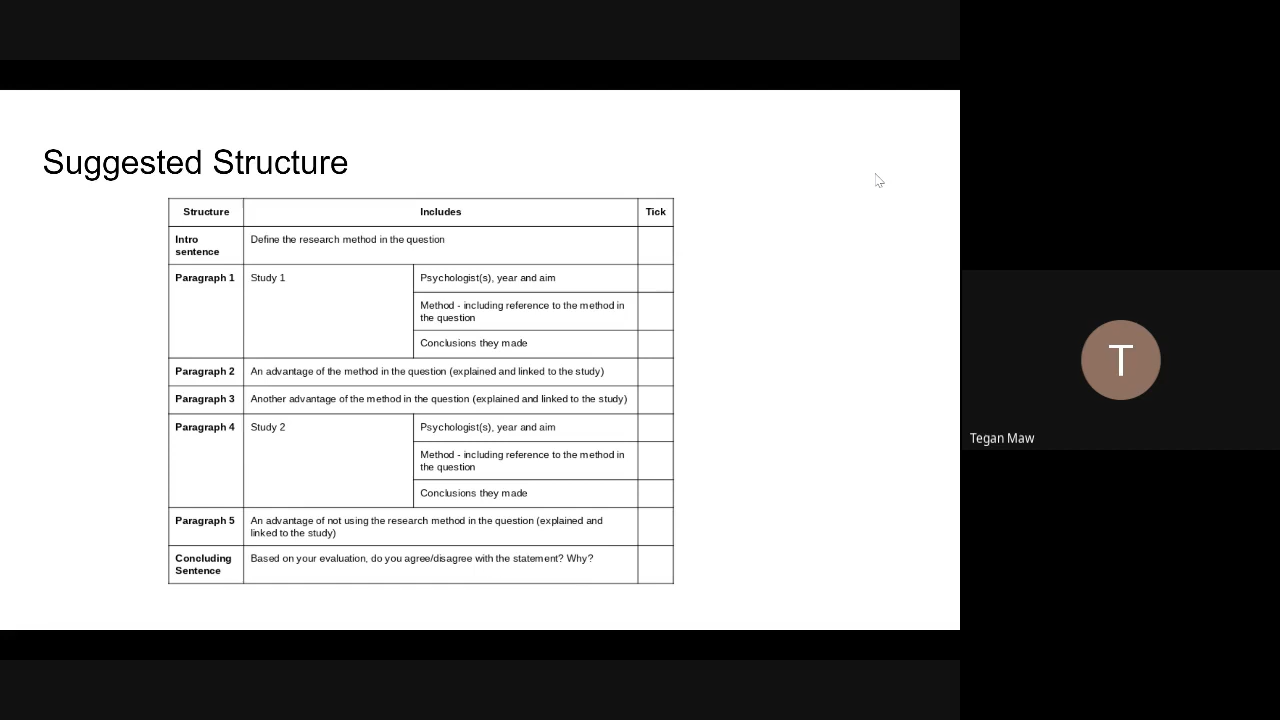 Suggested Structure
Structure Includes Tick
Intro
sentence
Define the research method in the question
Paragraph 1
Study 1
Psychologist(s), year and aim
Method - including reference to the method in
the question
Conclusions they made
Paragraph 2
An advantage of the method in the question (explained and linked to the study)
Paragraph 3
Another advantage of the method in the question (explained and linked to the study)
Paragraph 4
Study 2
Psychologist(s), year and aim
Method - including reference to the method in
the question
Conclusions they made
Paragraph 5
An advantage of not using the research method in the question (explained and
linked to the study)
Concluding
Sentence
Based on your evaluation, do you agree/disagree with the statement? Why?
T
Tegan Maw